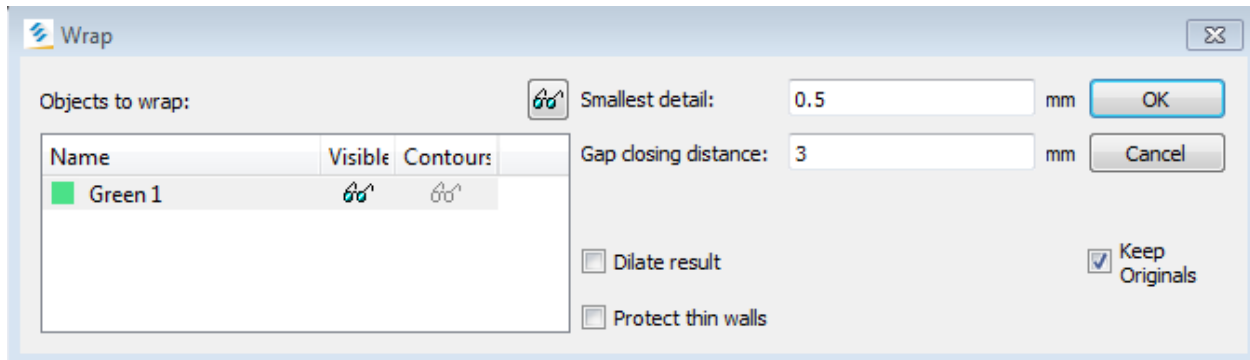 Wrap
Objects to wrap:
Smallest detail: 0.5 mm OK
Name Visible Contours
Gap closing distance: 3 mm Cancel
Green 1
Dilate result
Keep
Originals
Protect thin walls